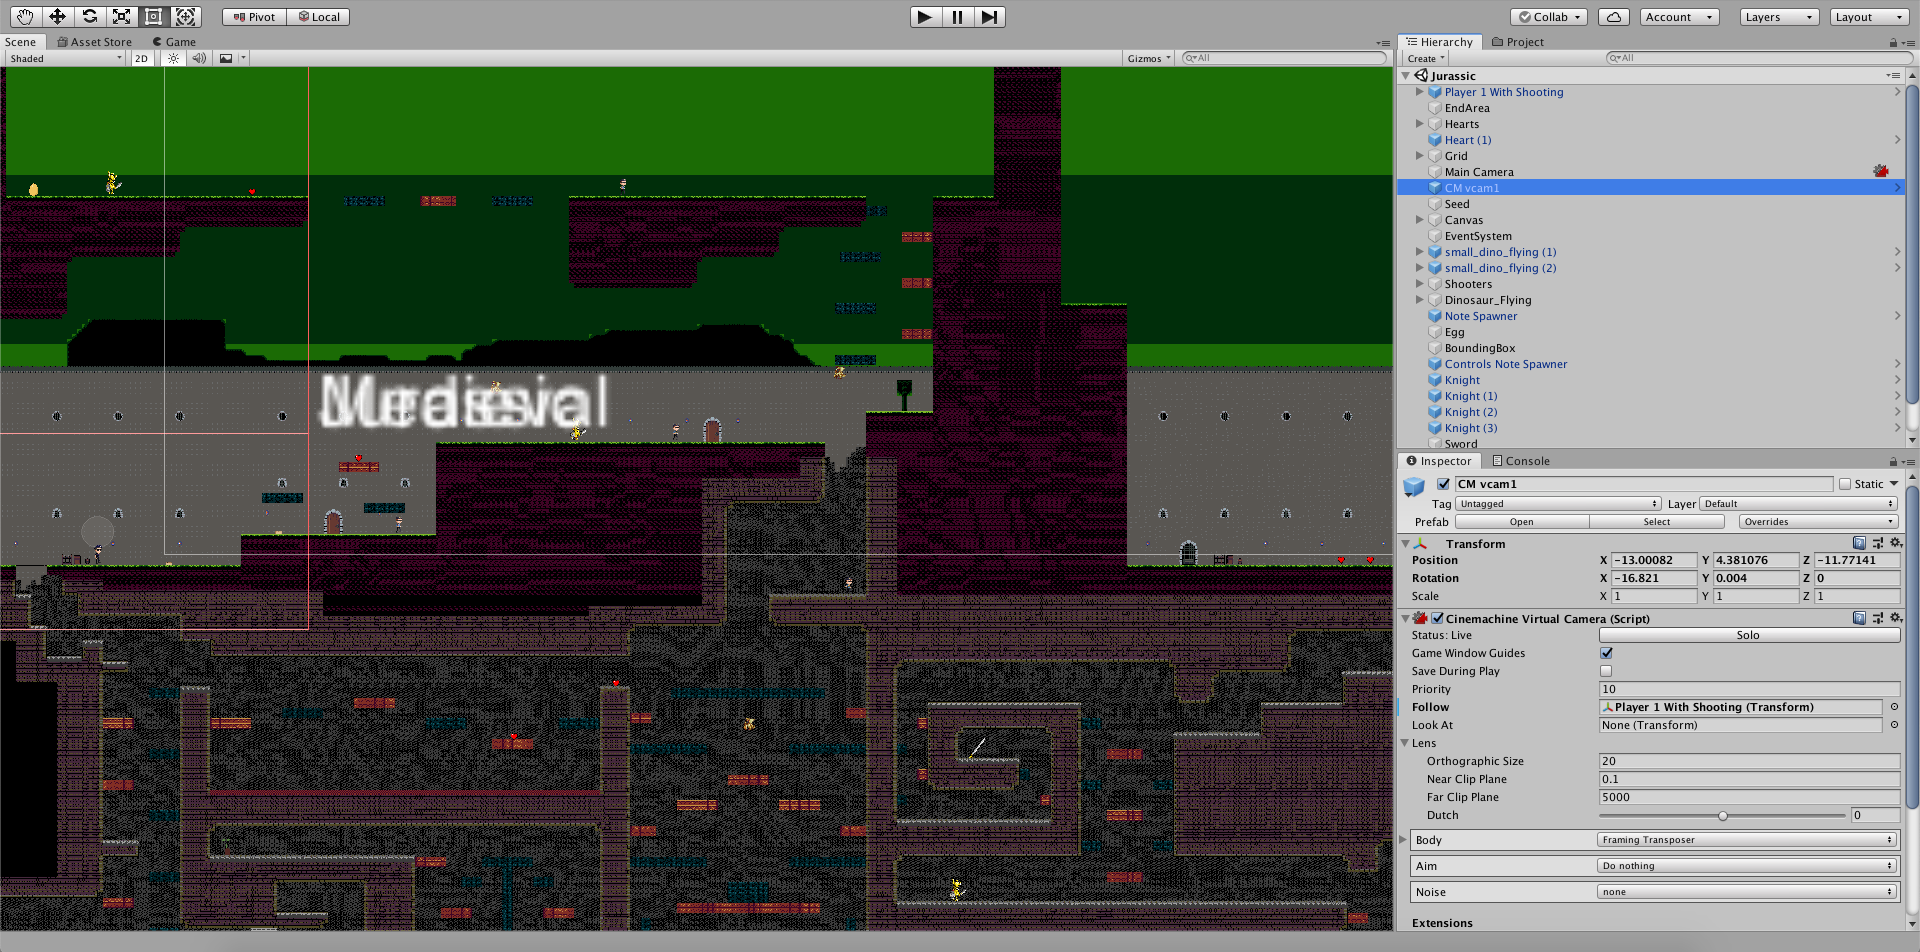 Pivot Local Collab Account Layers Layout
Scene Asset Store Game
Shaded 2D Gizmos All
Hierarchy Project
Create All
Jurassic
Player 1 With Shooting
EndArea
Hearts
Heart (1)
Grid
Main Camera
CM vcam1
Seed
Canvas
EventSystem
small_dino_flying (1)
small_dino_flying (2)
Shooters
Dinosaur_Flying
Note Spawner
Egg
BoundingBox
Controls Note Spawner
Knight
Knight (1)
Knight (2)
Knight (3)
Sword
Medieval
Inspector Console
CM vcam1 Static
Tag Untagged Layer Default
Prefab Open Select Overrides
Transform
Position X -13.00082 Y 4.381076 Z -11.77141
Rotation X -16.821 Y 0.004 Z 0
Scale X 1 Y 1 Z 1
Cinemachine Virtual Camera (Script)
Status: Live Solo
Game Window Guides
Save During Play
Priority 10
Follow Player 1 With Shooting (Transform)
Look At None (Transform)
Lens
Orthographic Size 20
Near Clip Plane 0.1
Far Clip Plane 5000
Dutch 0
Body Framing Transposer
Aim Do nothing
Noise none
Extensions